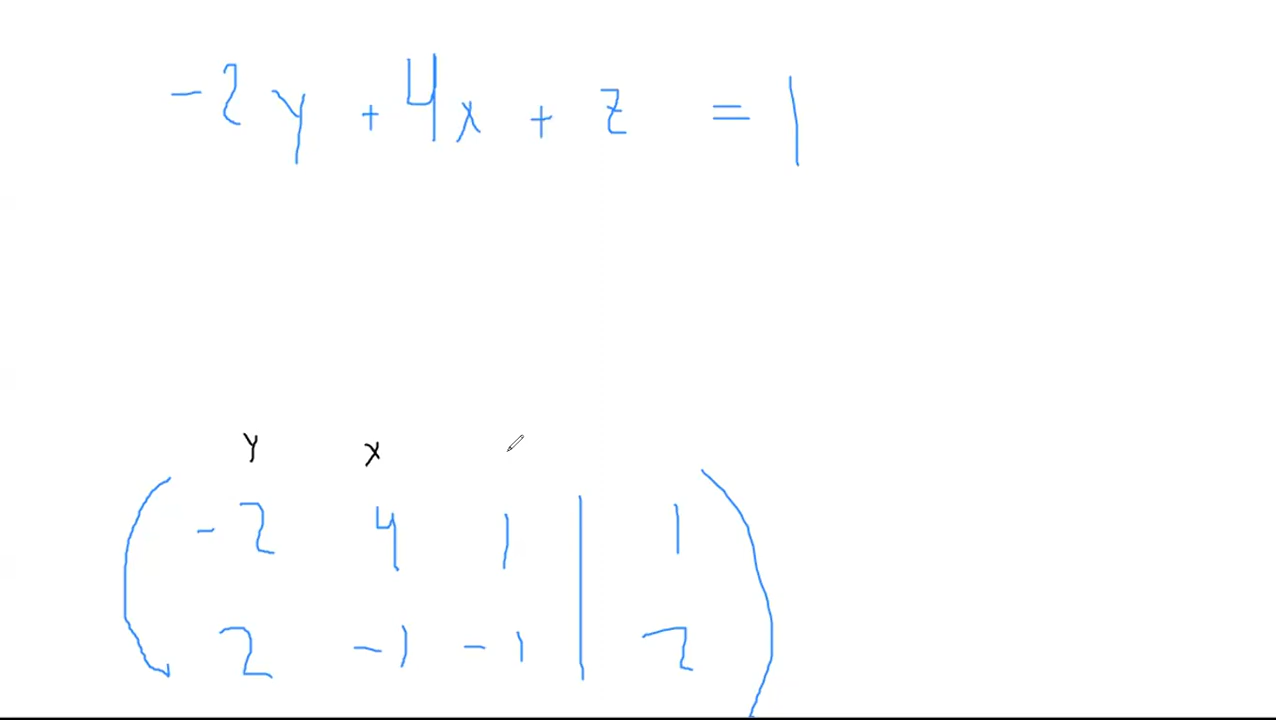 -2y + 4x + z = 1
y x
-2 4 1 | 1
2 -1 -1 | 2